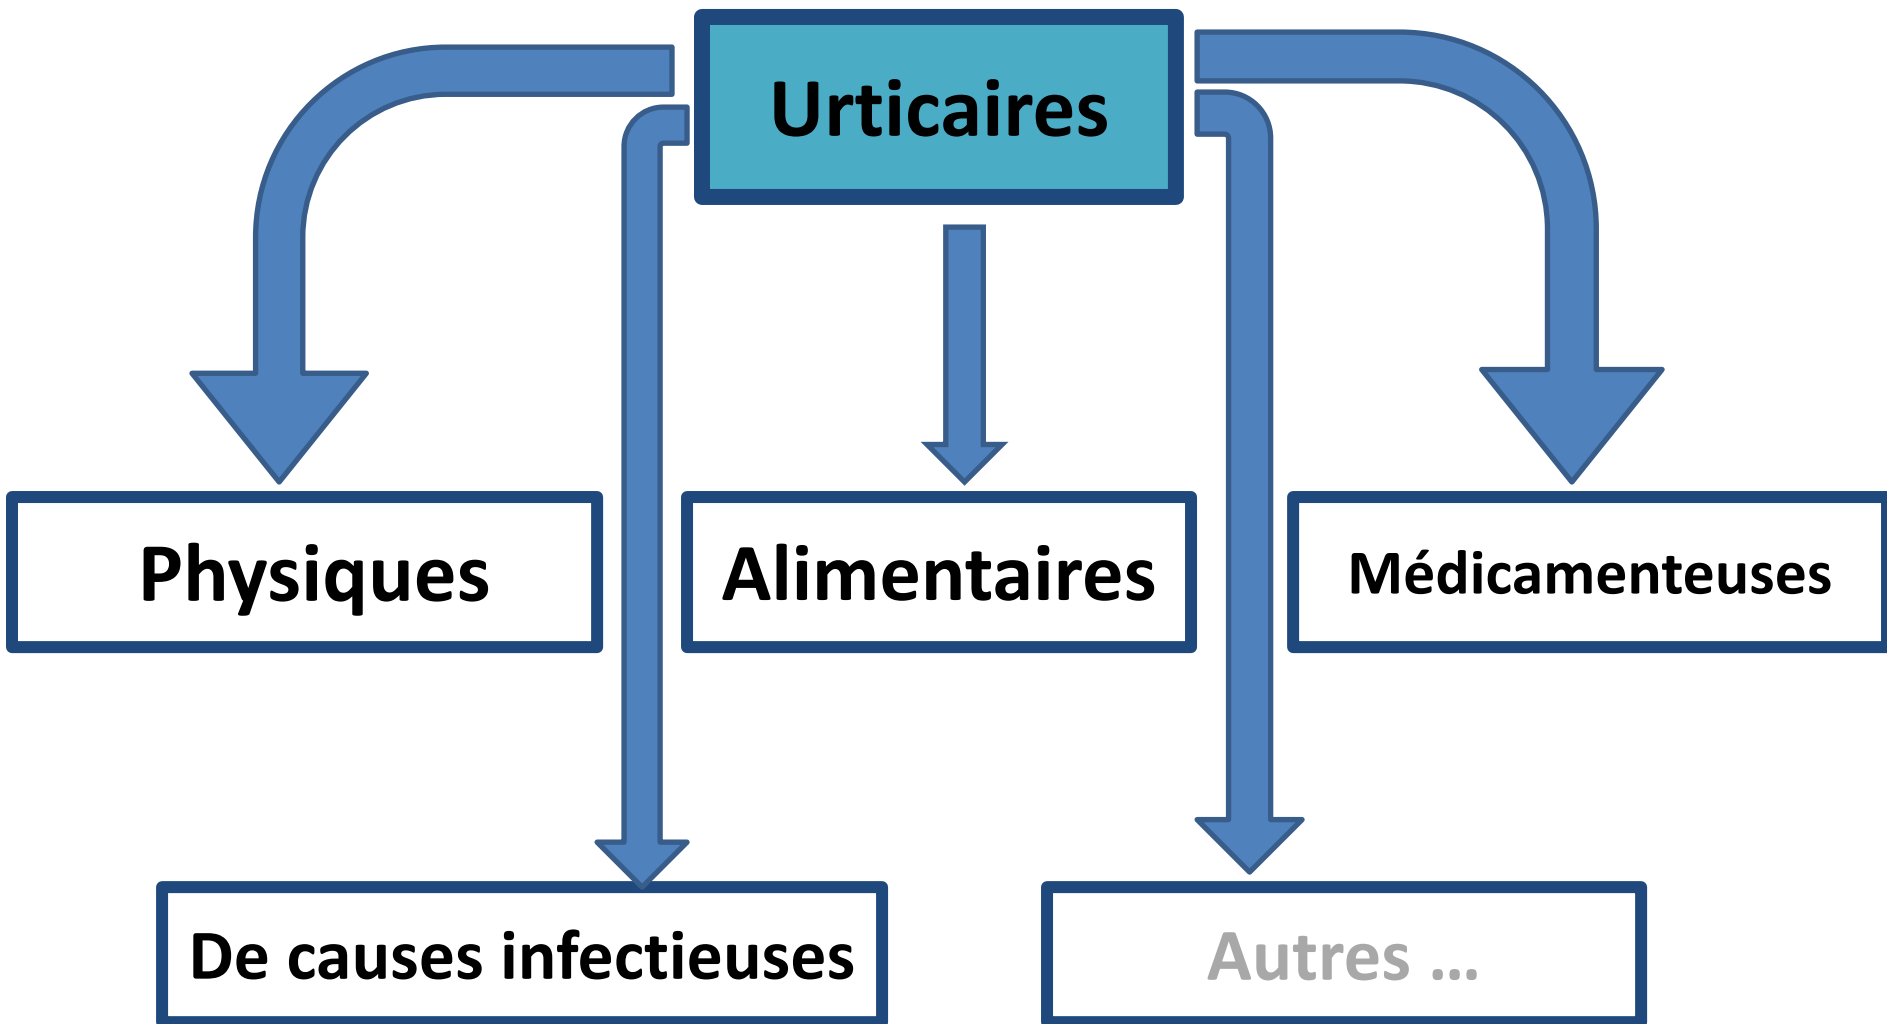 Urticaires
Physiques
Alimentaires
Médicamenteuses
De causes infectieuses
Autres ...